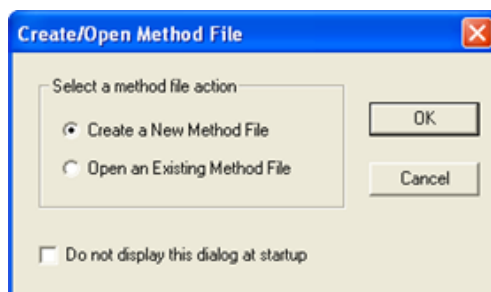 Create/Open Method File
Select a method file action
Create a New Method File
Open an Existing Method File
OK
Cancel
Do not display this dialog at startup